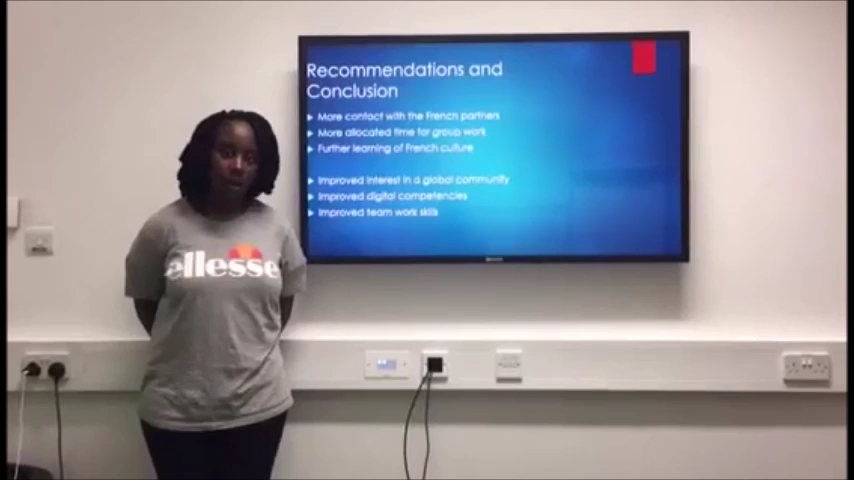 Recommendations and
Conclusion
More contact with the French partners
More allocated time for group work
Further learning of French culture
Improved interest in a global community
Improved digital competencies
Improved team work skills
ellesse